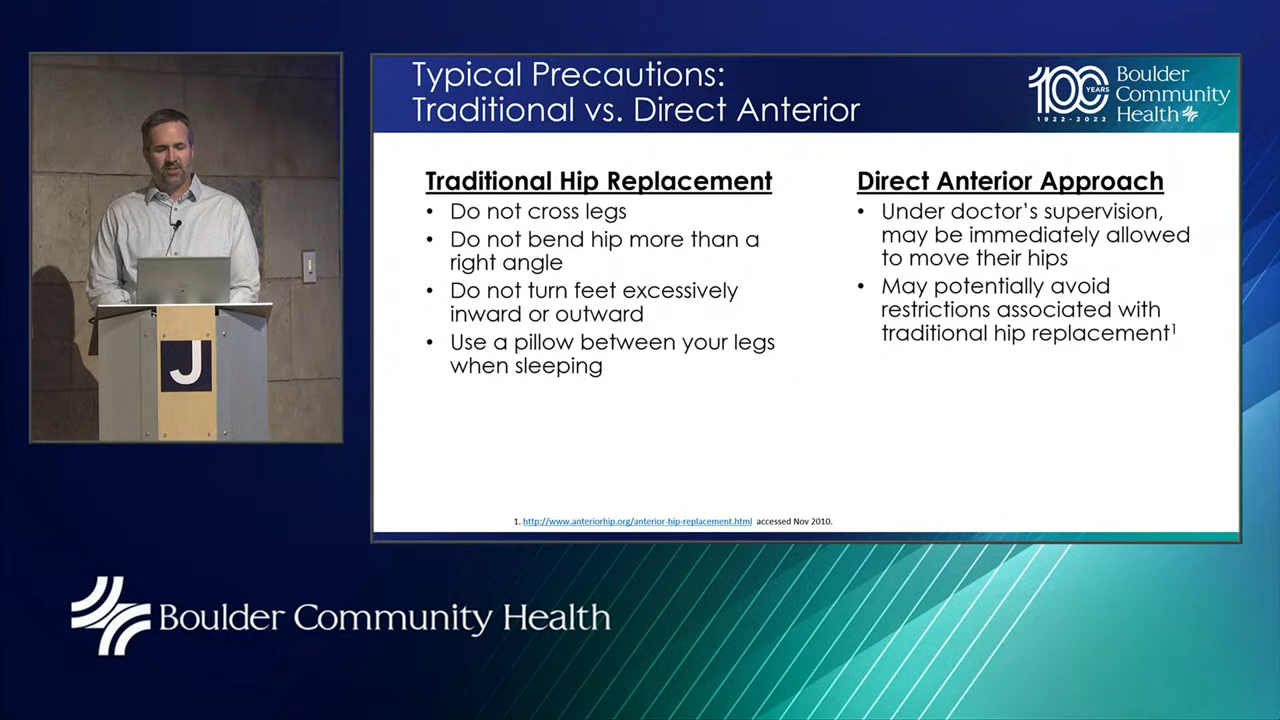 Typical Precautions:
Traditional vs. Direct Anterior
100
YEARS
1922-2022
Boulder
Community
Health
Traditional Hip Replacement
• Do not cross legs
• Do not bend hip more than a
right angle
• Do not turn feet excessively
inward or outward
• Use a pillow between your legs
when sleeping
Direct Anterior Approach
• Under doctor’s supervision,
may be immediately allowed
to move their hips
• May potentially avoid
restrictions associated with
traditional hip replacement¹
1. http://www.anteriorhip.org/anterior-hip-replacement.html accessed Nov 2010.
J
Boulder Community Health